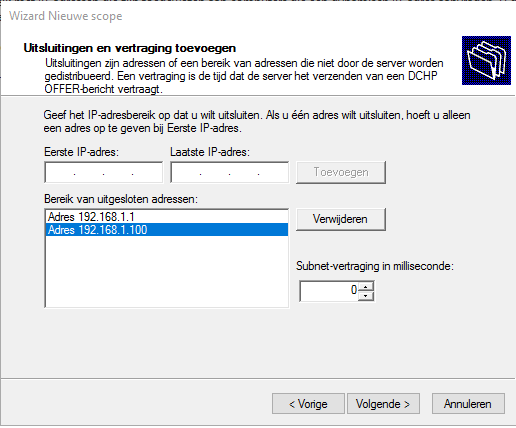 Wizard Nieuwe scope
Uitsluitingen en vertraging toevoegen
Uitsluitingen zijn adressen of een bereik van adressen die niet door de server worden
gedistribueerd. Een vertraging is de tijd dat de server het verzenden van een DCHP
OFFER-bericht vertraagt.
Geef het IP-adresbereik op dat u wilt uitsluiten. Als u één adres wilt uitsluiten, hoeft u alleen
een adres op te geven bij Eerste IP-adres.
Eerste IP-adres: Laatste IP-adres:
. . . . . . Toevoegen
Bereik van uitgesloten adressen:
Adres 192.168.1.1 Verwijderen
Adres 192.168.1.100
Subnet-vertraging in milliseconde:
0
< Vorige Volgende > Annuleren